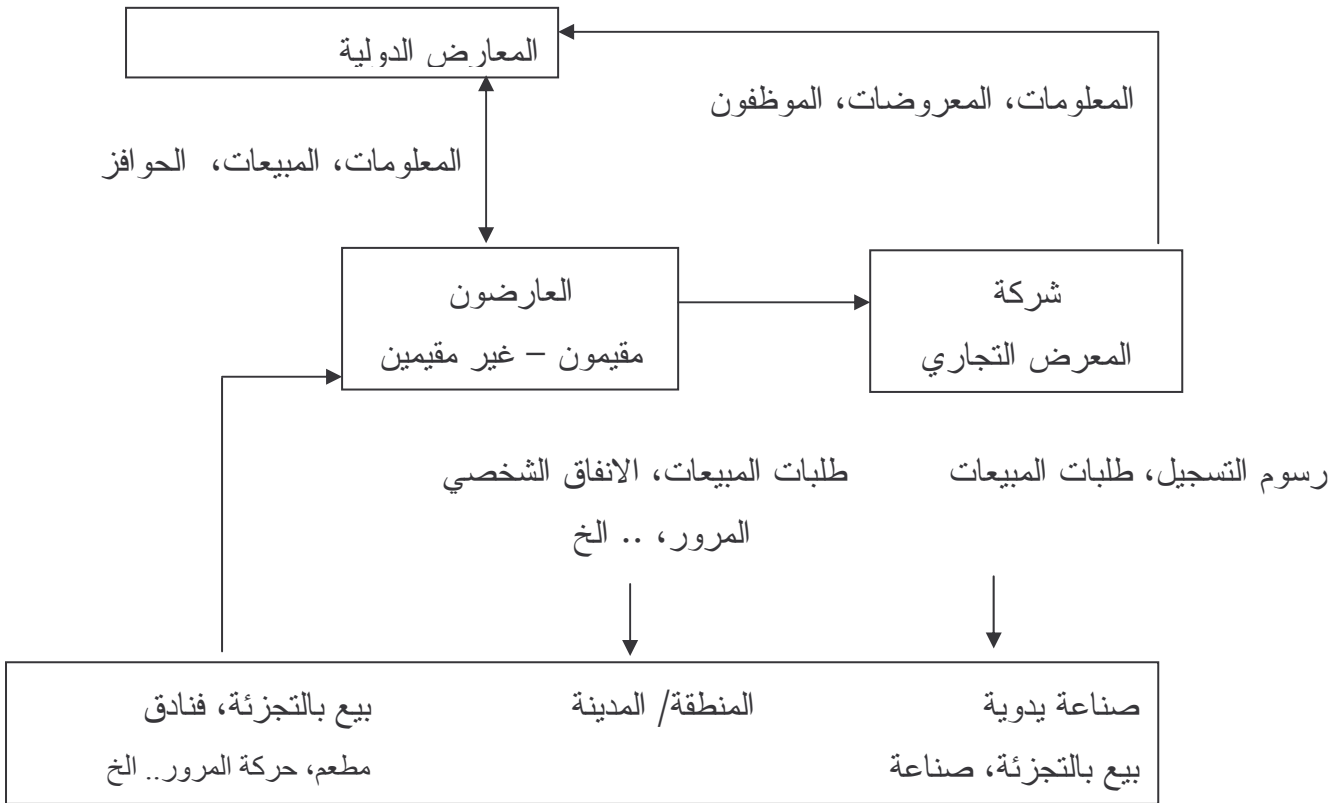 المعارض الدولية
المعلومات، المعروضات، الموظفون
المعلومات، المبيعات، الحوافز
شركة
المعرض التجاري
العارضون
مقيمون – غير مقيمين
رسوم التسجيل، طلبات المبيعات
طلبات المبيعات، الانفاق الشخصي
المرور، .. الخ
صناعة يدوية
بيع بالتجزئة، صناعة
المنطقة/ المدينة
بيع بالتجزئة، فنادق
مطعم، حركة المرور.. الخ